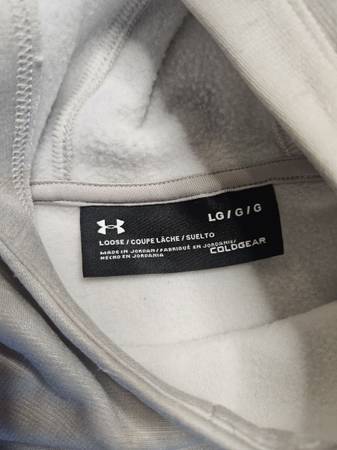 LG/G/G
LOOSE/COUPE LÂCHE/SUELTO
MADE IN JORDAN/FABRIQUÉ EN JORDANIE/
HECHO EN JORDANIA
COLDGEAR